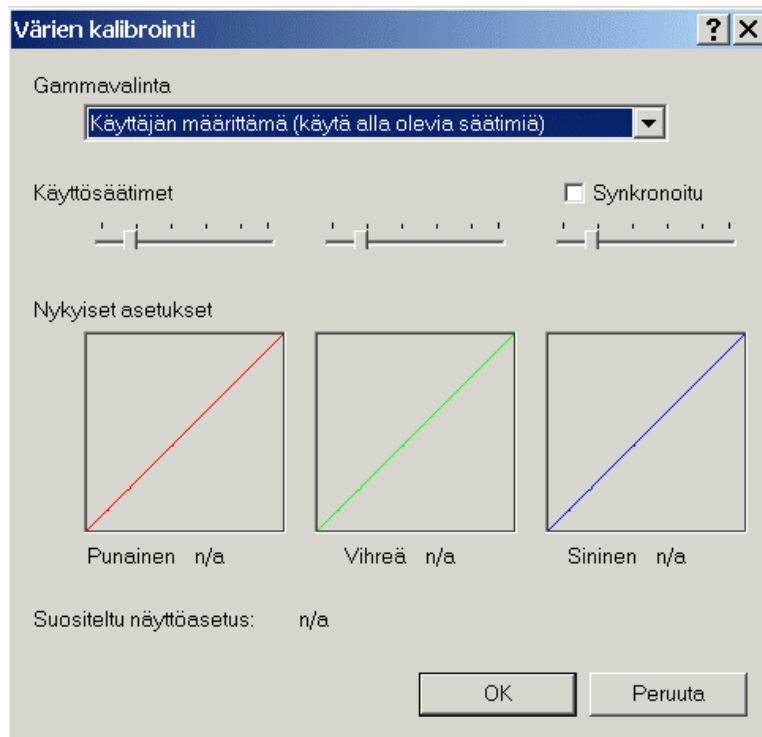 Värien kalibrointi
Gammavalinta
Käyttäjän määrittämä (käytä alla olevia säätimiä)
Käyttösäätimet
Synkronoitu
Nykyiset asetukset
Punainen n/a
Vihreä n/a
Sininen n/a
Suositeltu näyttöasetus: n/a
OK
Peruuta